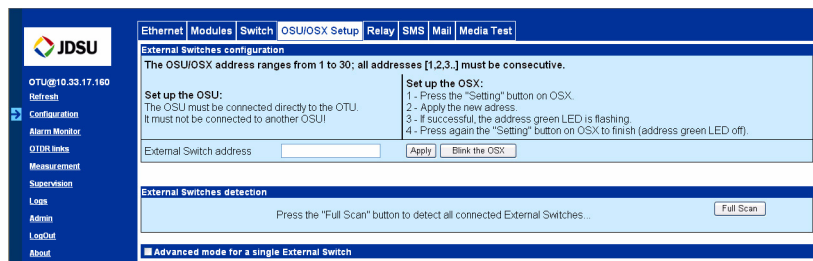 JDSU
OTU@10.33.17.160
Refresh
Configuration
Alarm Monitor
OTDR links
Measurement
Supervision
Logs
Admin
LogOut
About
Ethernet Modules Switch OSU/OSX Setup Relay SMS Mail Media Test
External Switches configuration
The OSU/OSX address ranges from 1 to 30; all addresses [1,2,3..] must be consecutive.
Set up the OSU:
The OSU must be connected directly to the OTU.
It must not be connected to another OSU!
Set up the OSX:
1 - Press the "Setting" button on OSX.
2 - Apply the new adress.
3 - If successful, the address green LED is flashing.
4 - Press again the "Setting" button on OSX to finish (address green LED off).
External Switch address Apply Blink the OSX
External Switches detection
Press the "Full Scan" button to detect all connected External Switches... Full Scan
Advanced mode for a single External Switch